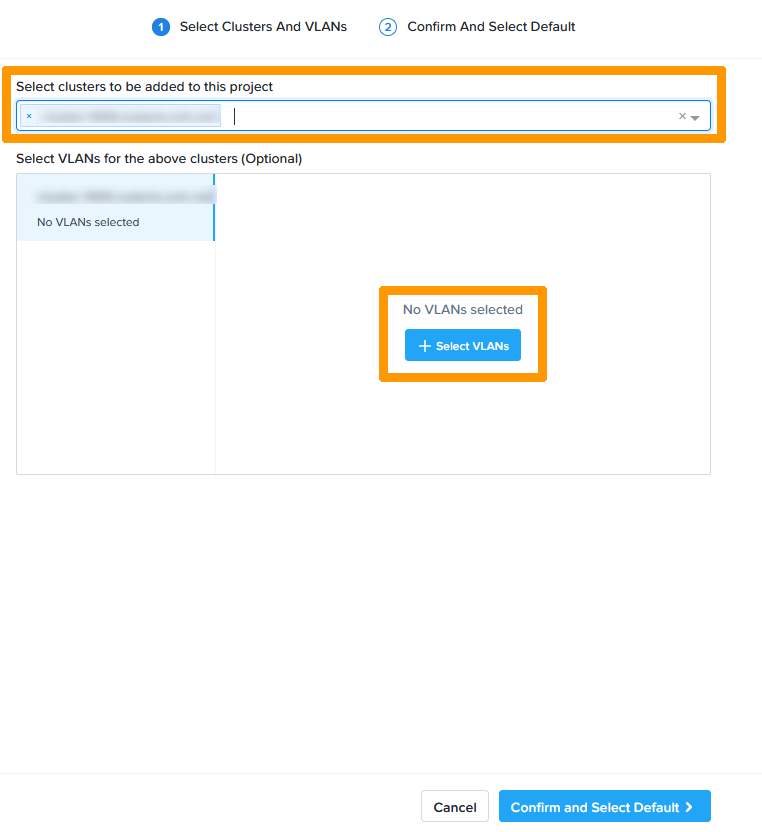 1 Select Clusters And VLANs 2 Confirm And Select Default
Select clusters to be added to this project
Select VLANs for the above clusters (Optional)
No VLANs selected
No VLANs selected
+ Select VLANs
Cancel Confirm and Select Default